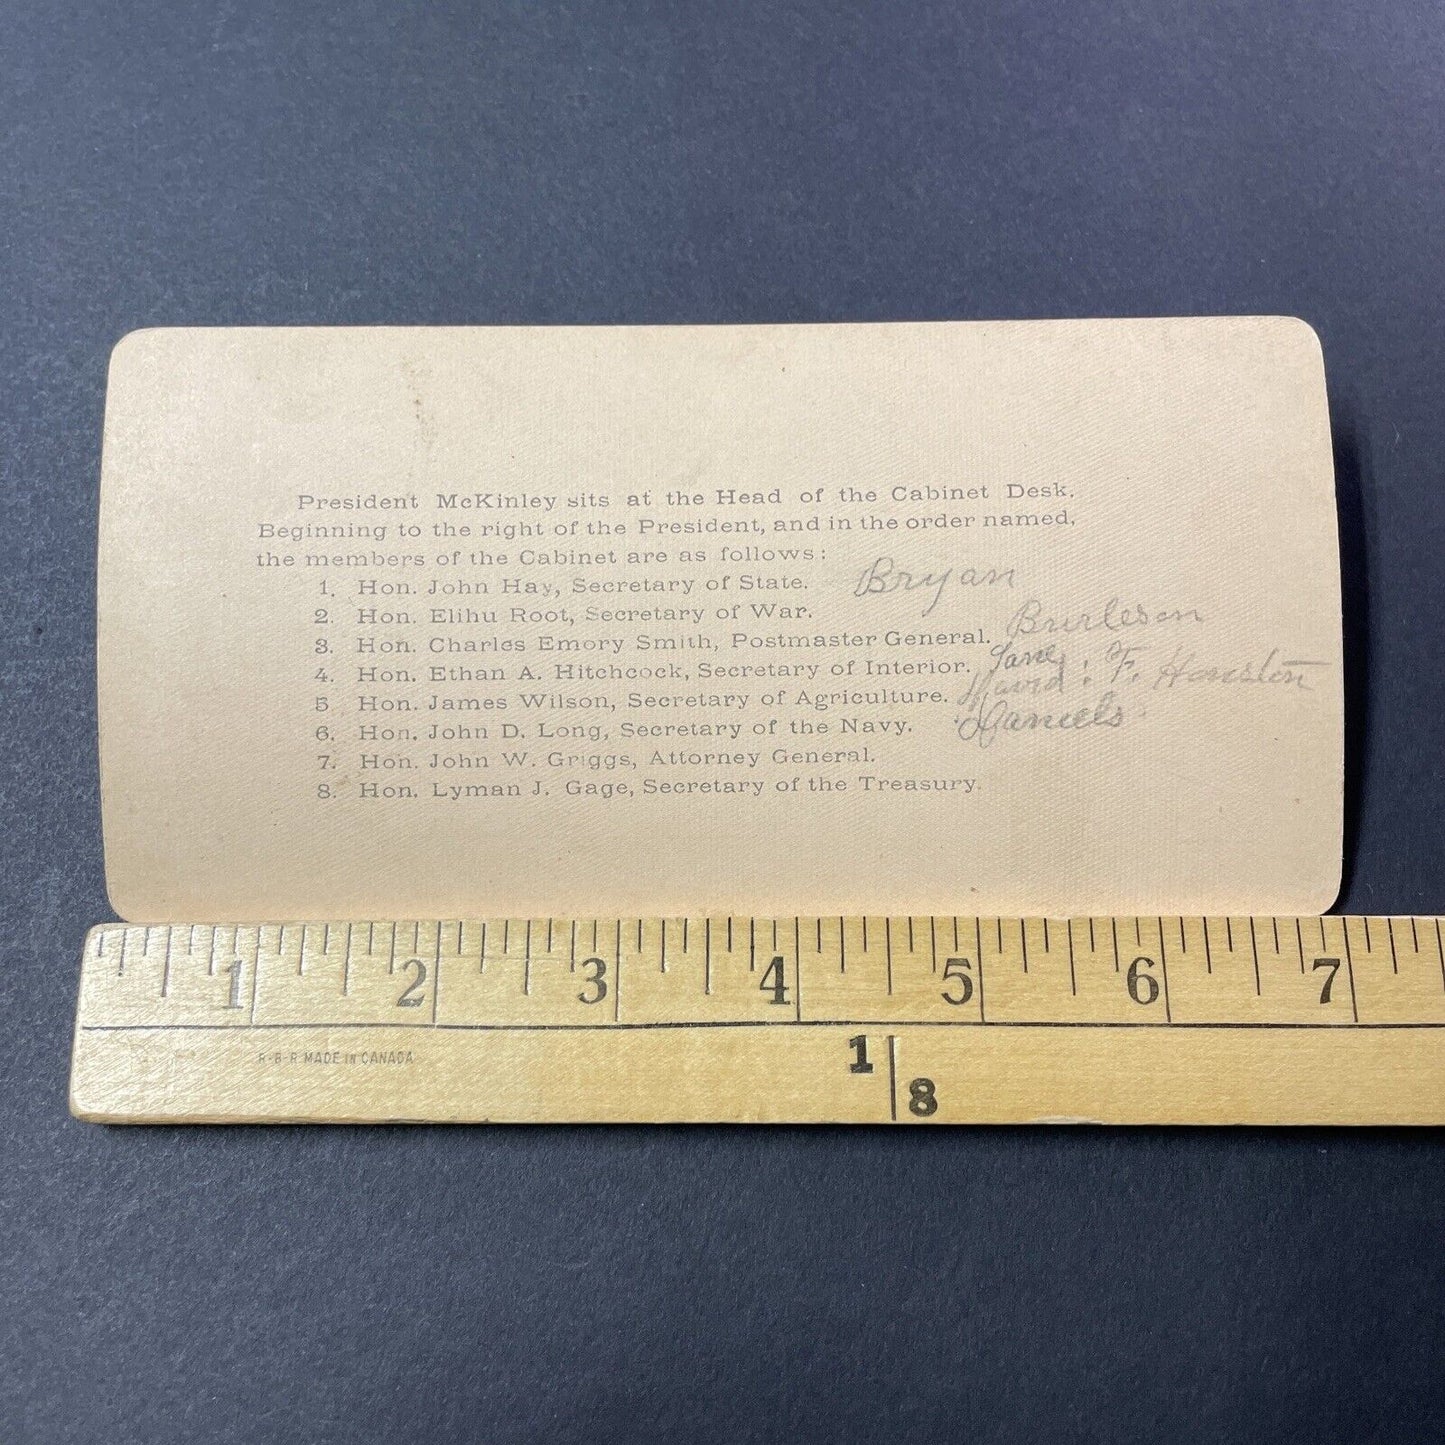 President McKinley sits at the Head of the Cabinet Desk.
Beginning to the right of the President, and in the order named,
the members of the Cabinet are as follows:
1. Hon. John Hay, Secretary of State. Bryan
2. Hon. Elihu Root, Secretary of War.
3. Hon. Charles Emory Smith, Postmaster General. Burleson
4. Hon. Ethan A. Hitchcock, Secretary of Interior. Lane
5 Hon. James Wilson, Secretary of Agriculture. David F. Houston
6. Hon. John D. Long, Secretary of the Navy. Daniels
7. Hon. John W. Griggs, Attorney General.
8. Hon. Lyman J. Gage, Secretary of the Treasury.
1 2 3 4 5 6 7
R-B-R MADE IN CANADA
1
8